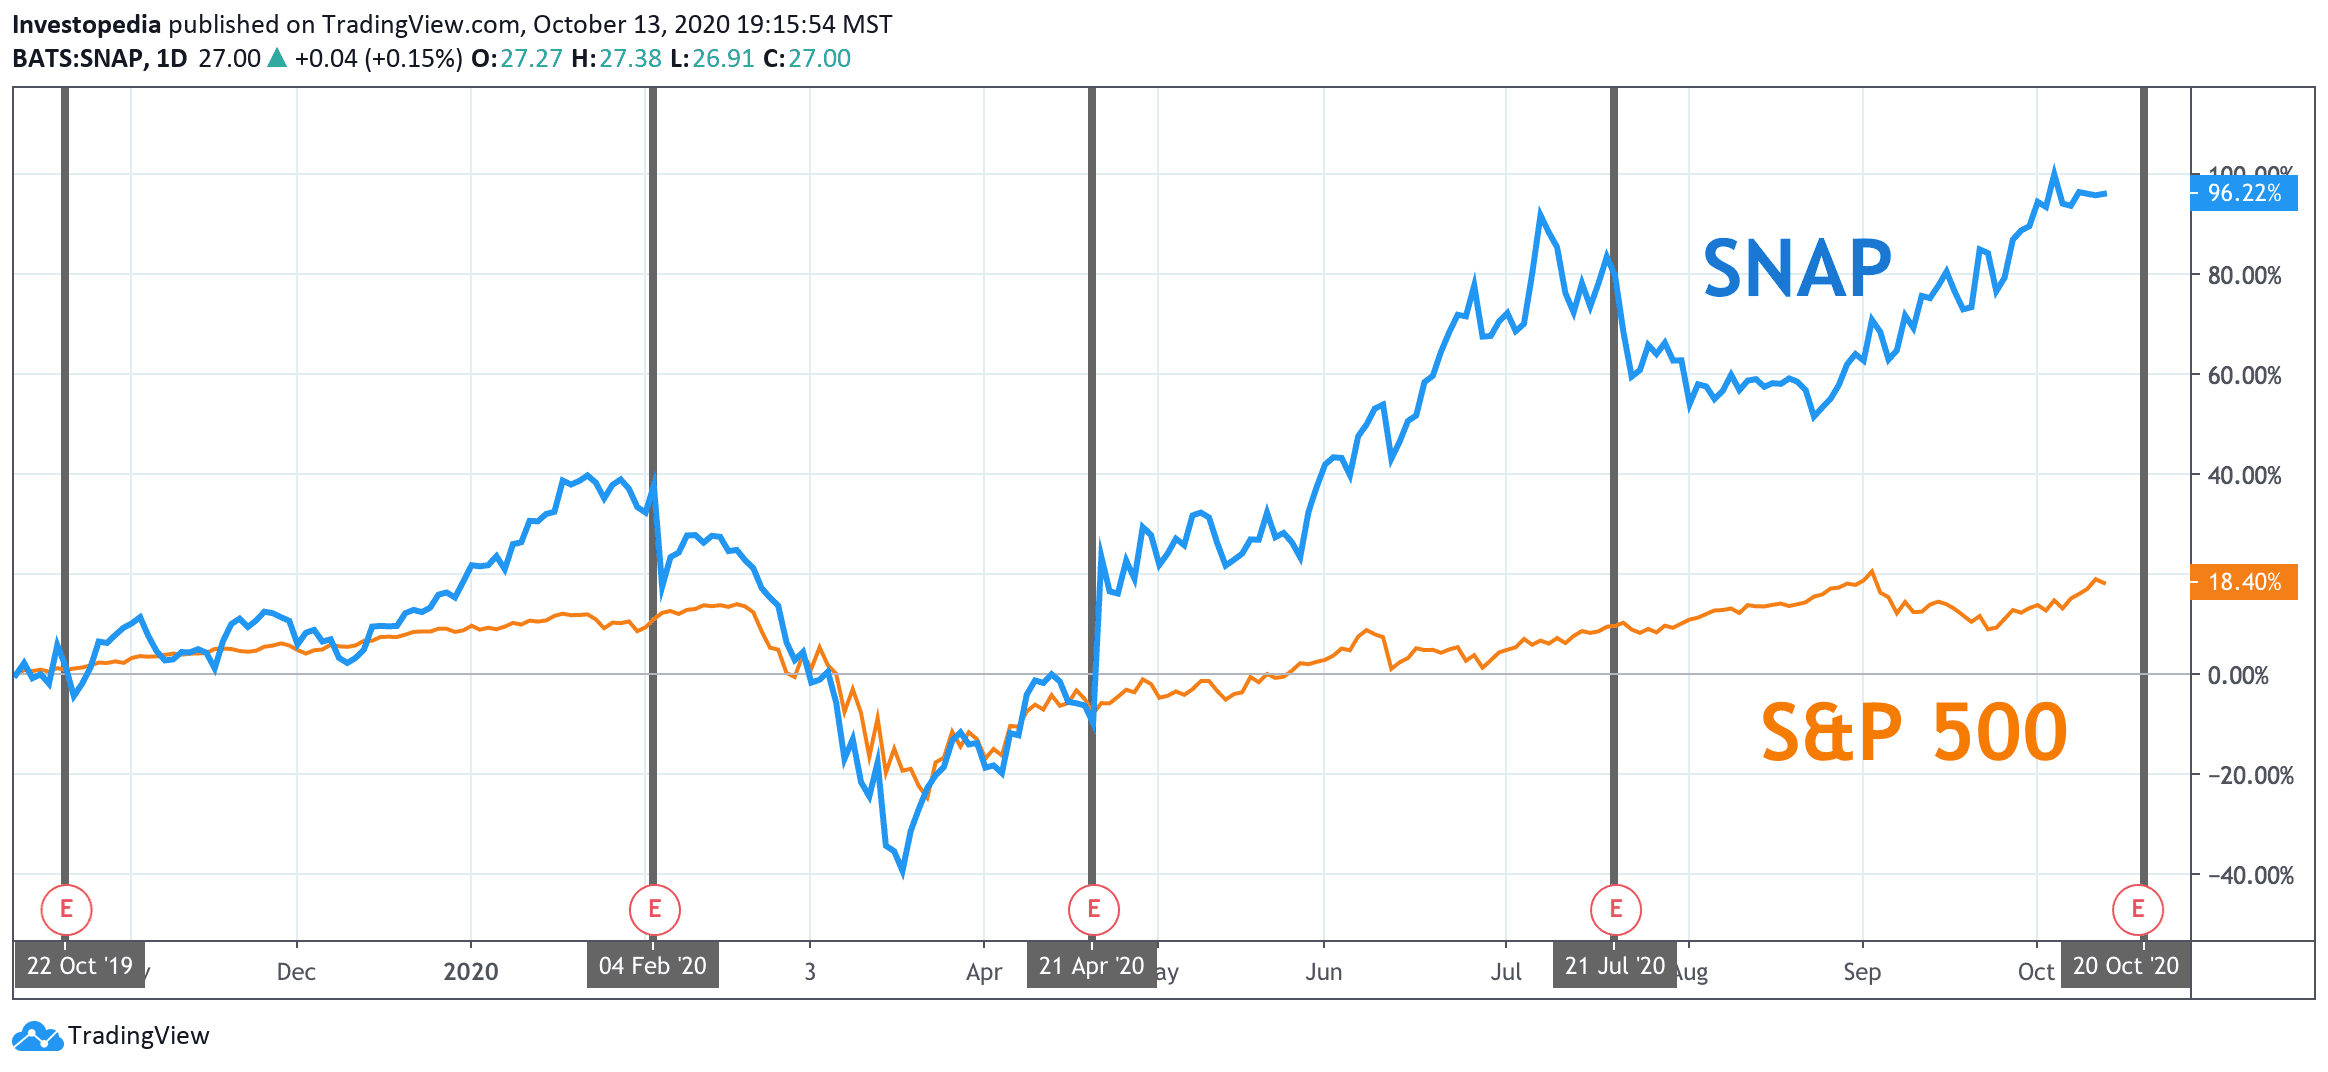 Investopedia published on TradingView.com, October 13, 2020 19:15:54 MST
BATS:SNAP, 1D 27.00 ▲ +0.04 (+0.15%) O:27.27 H:27.38 L:26.91 C:27.00
100.00%
96.22%
SNAP
80.00%
60.00%
40.00%
18.40%
0.00%
S&P 500
−20.00%
−40.00%
E E E E E
22 Oct '19 Dec 2020 04 Feb '20 3 Apr 21 Apr '20 Jun Jul 21 Jul '20 Aug Sep Oct 20 Oct '20
TradingView